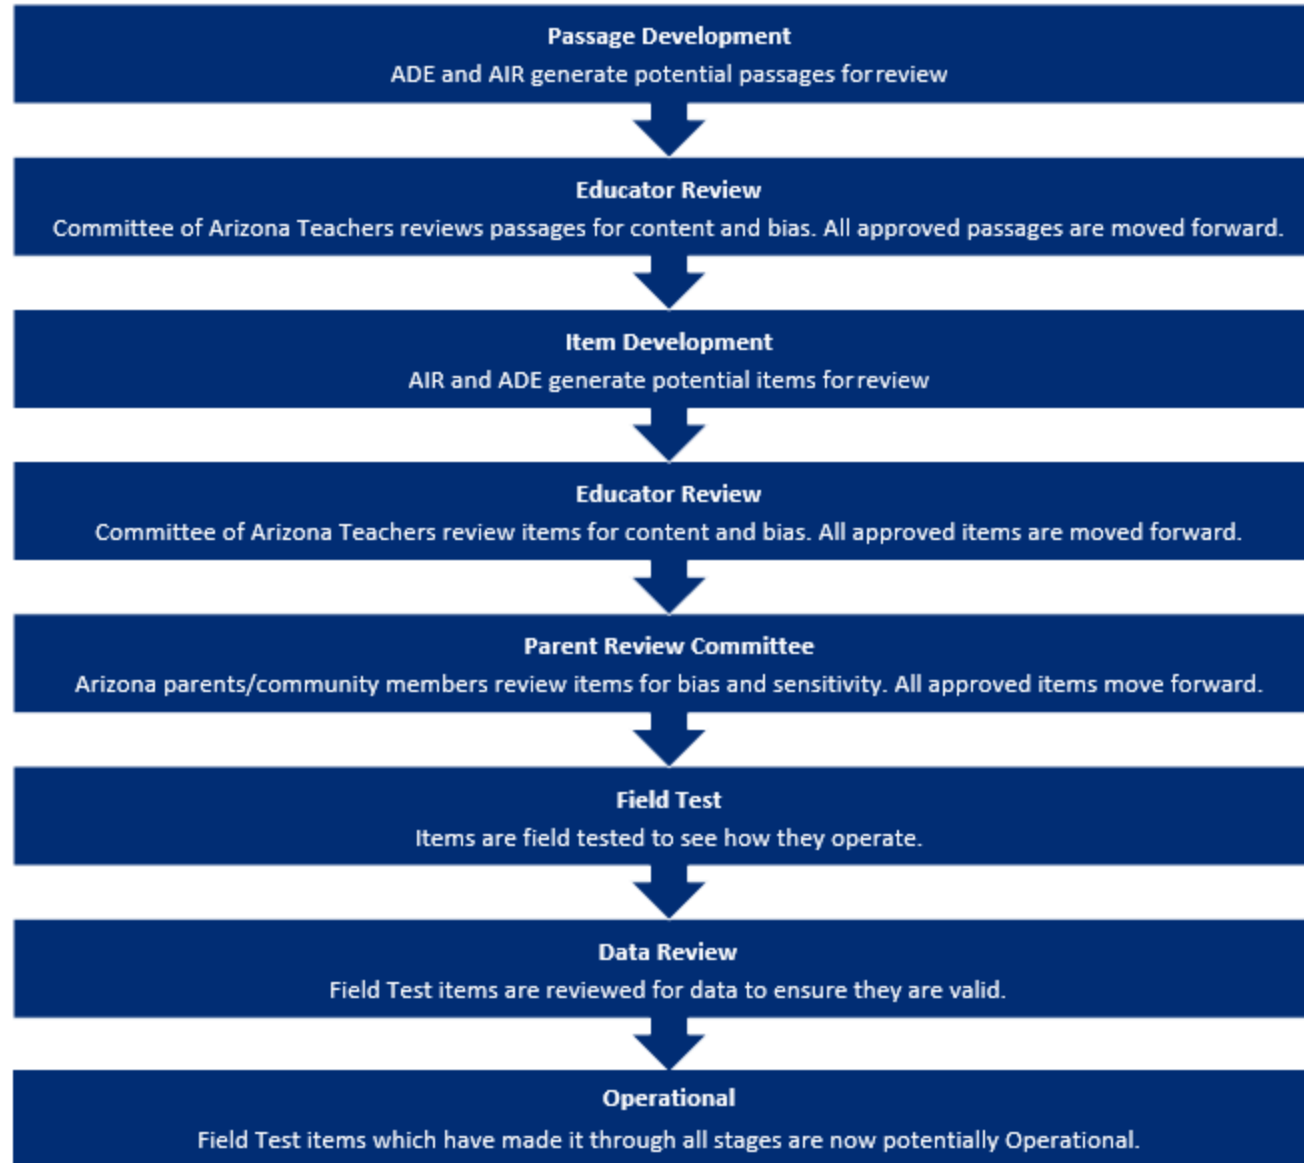 Passage Development
ADE and AIR generate potential passages for review
Educator Review
Committee of Arizona Teachers reviews passages for content and bias. All approved passages are moved forward.
Item Development
AIR and ADE generate potential items for review
Educator Review
Committee of Arizona Teachers review items for content and bias. All approved items are moved forward.
Parent Review Committee
Arizona parents/community members review items for bias and sensitivity. All approved items move forward.
Field Test
Items are field tested to see how they operate.
Data Review
Field Test items are reviewed for data to ensure they are valid.
Operational
Field Test items which have made it through all stages are now potentially Operational.